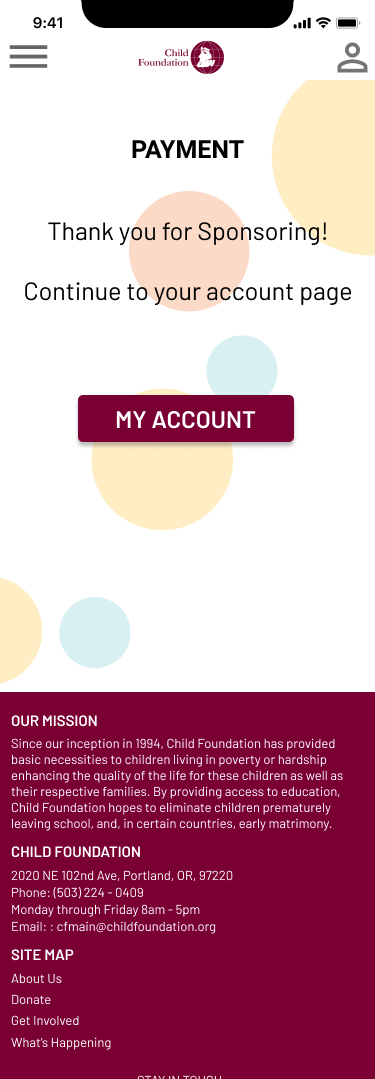 9:41
Child
Foundation
PAYMENT
Thank you for Sponsoring!
Continue to your account page
MY ACCOUNT
OUR MISSION
Since our inception in 1994, Child Foundation has provided
basic necessities to children living in poverty or hardship
enhancing the quality of the life for these children as well as
their respective families. By providing access to education,
Child Foundation hopes to eliminate children prematurely
leaving school, and, in certain countries, early matrimony.
CHILD FOUNDATION
2020 NE 102nd Ave, Portland, OR, 97220
Phone: (503) 224 - 0409
Monday through Friday 8am - 5pm
Email: : cfmain@childfoundation.org
SITE MAP
About Us
Donate
Get Involved
What's Happening
STAY IN TOUCH